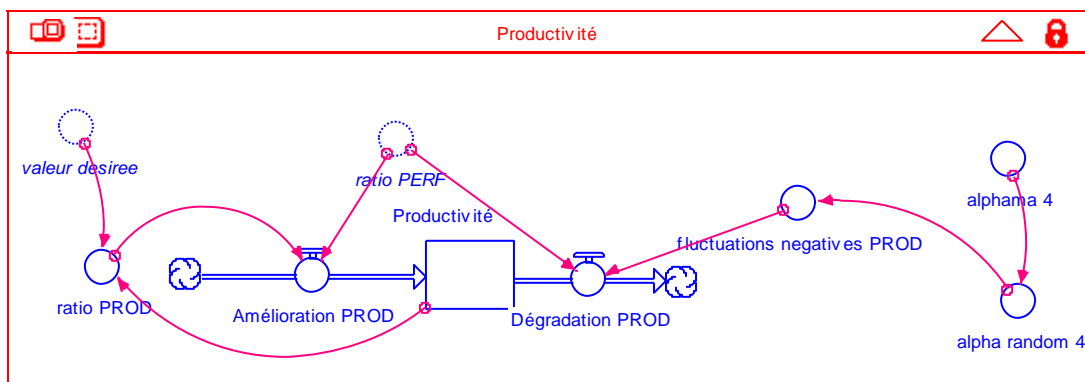 Productivité
valeur desiree
ratio PERF
alphama 4
Productivité
fluctuations negatives PROD
ratio PROD
Amélioration PROD
Dégradation PROD
alpha random 4